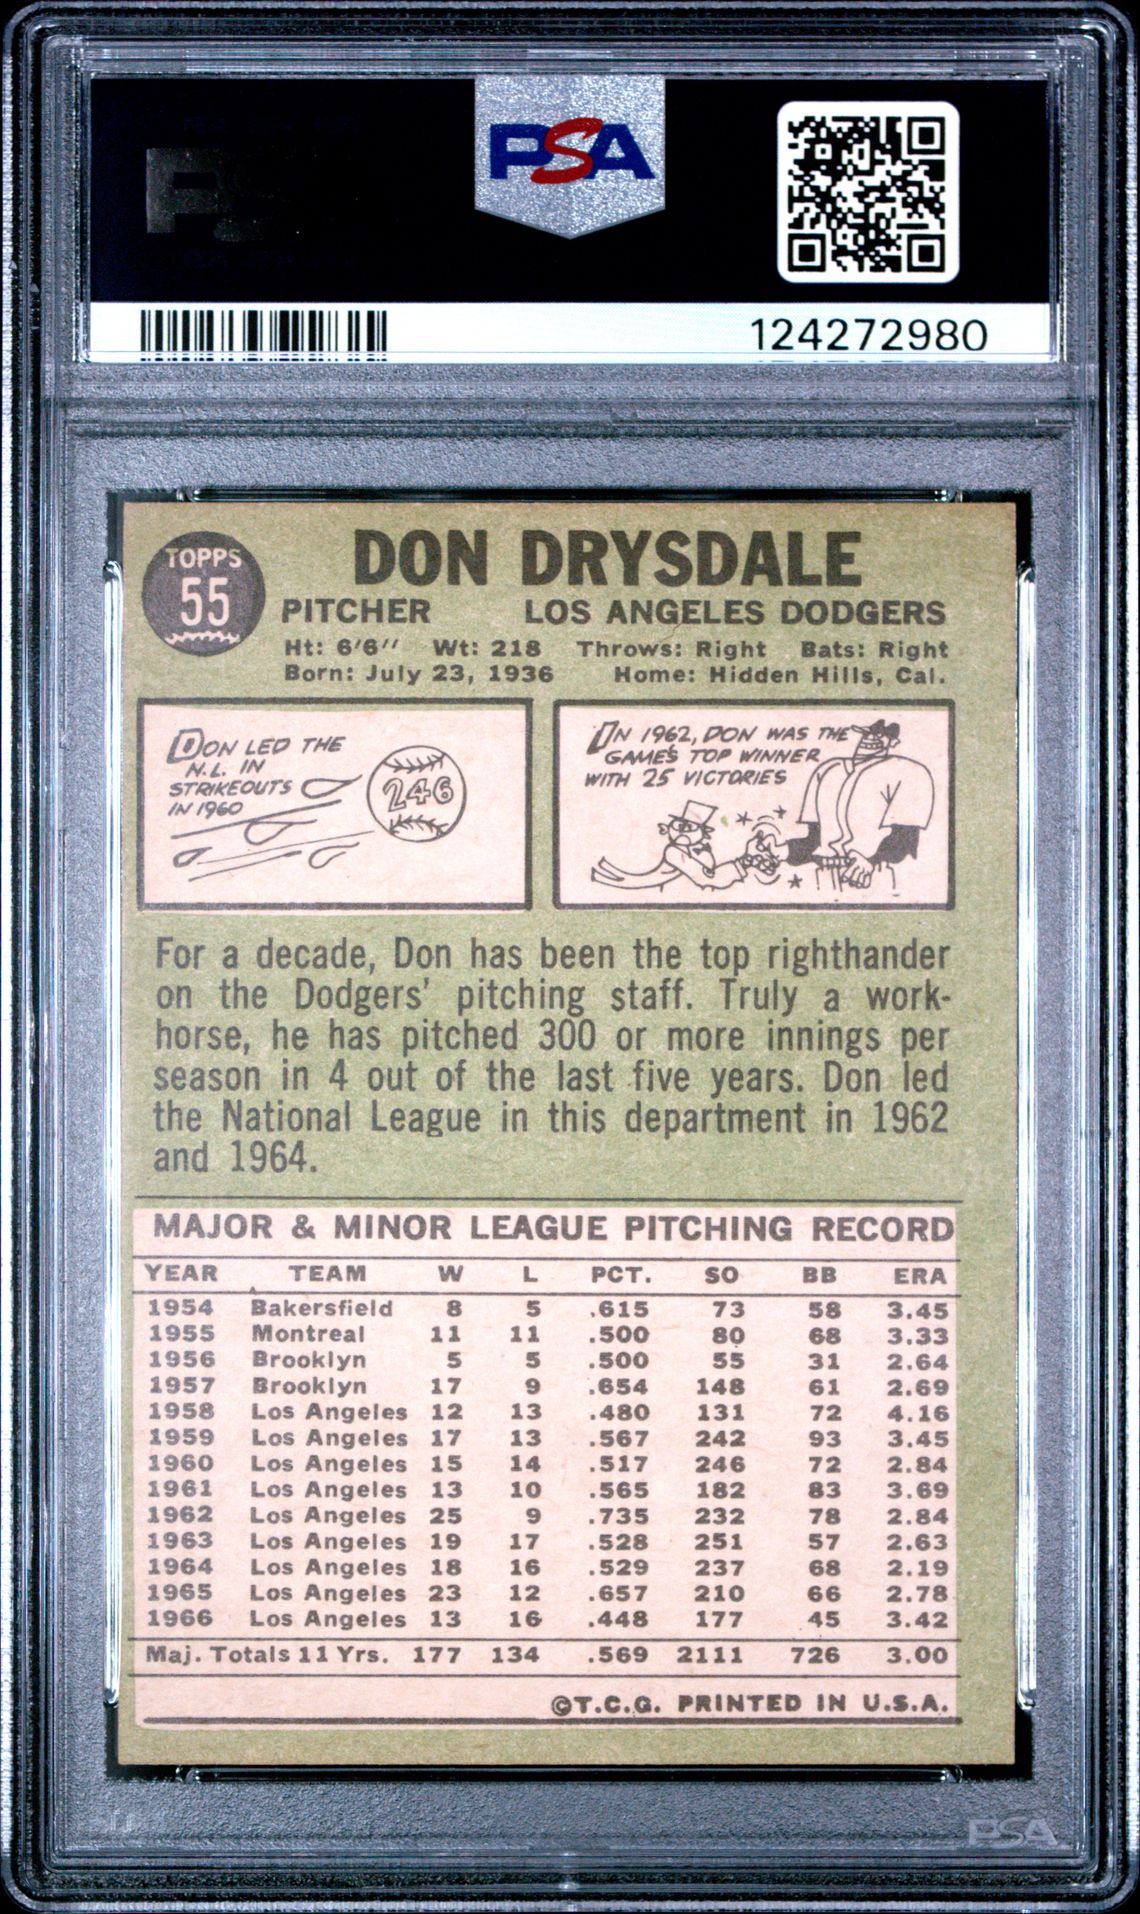 PSA
124272980
TOPPS
55
DON DRYSDALE
PITCHER LOS ANGELES DODGERS
Ht: 6'6" Wt: 218 Throws: Right Bats: Right
Born: July 23, 1936 Home: Hidden Hills, Cal.
DON LED THE
N.L. IN
STRIKEOUTS
IN 1960
246
IN 1962, DON WAS THE
GAME'S TOP WINNER
WITH 25 VICTORIES
For a decade, Don has been the top righthander
on the Dodgers' pitching staff. Truly a work-
horse, he has pitched 300 or more innings per
season in 4 out of the last five years. Don led
the National League in this department in 1962
and 1964.
MAJOR & MINOR LEAGUE PITCHING RECORD
YEAR TEAM W L PCT. SO BB ERA
1954 Bakersfield 8 5 .615 73 58 3.45
1955 Montreal 11 11 .500 80 68 3.33
1956 Brooklyn 5 5 .500 55 31 2.64
1957 Brooklyn 17 9 .654 148 61 2.69
1958 Los Angeles 12 13 .480 131 72 4.16
1959 Los Angeles 17 13 .567 242 93 3.45
1960 Los Angeles 15 14 .517 246 72 2.84
1961 Los Angeles 13 10 .565 182 83 3.69
1962 Los Angeles 25 9 .735 232 78 2.84
1963 Los Angeles 19 17 .528 251 57 2.63
1964 Los Angeles 18 16 .529 237 68 2.19
1965 Los Angeles 23 12 .657 210 66 2.78
1966 Los Angeles 13 16 .448 177 45 3.42
Maj. Totals 11 Yrs. 177 134 .569 2111 726 3.00
©T.C.G. PRINTED IN U.S.A.
PSA